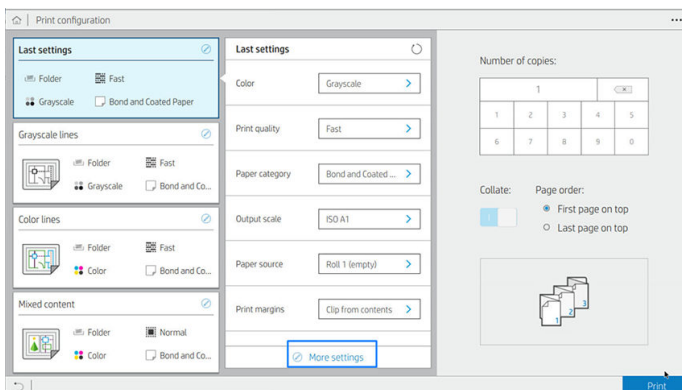 Print configuration
Last settings
Folder
Fast
Grayscale
Bond and Coated Paper
Grayscale lines
Folder
Fast
Grayscale
Bond and Co...
Color lines
Folder
Fast
Color
Bond and Co...
Mixed content
Folder
Normal
Color
Bond and Co...
Last settings
Color
Grayscale
Print quality
Fast
Paper category
Bond and Coated ...
Output scale
ISO A1
Paper source
Roll 1 (empty)
Print margins
Clip from contents
More settings
Number of copies:
1
1 2 3 4 5
6 7 8 9 0
Collate:
Page order:
First page on top
Last page on top
1 2 3
Print